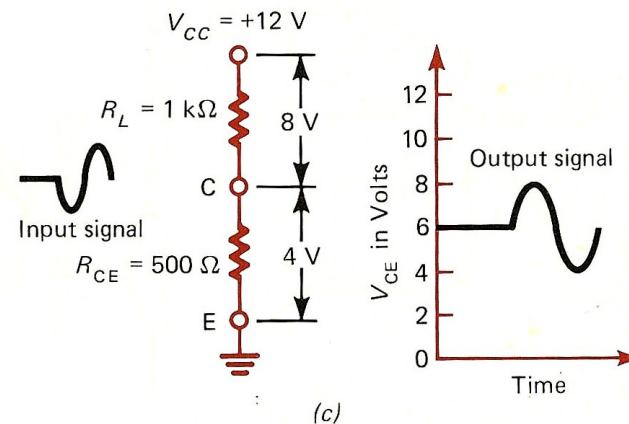 V_CC = +12 V
R_L = 1 kΩ
8 V
C
Input signal
R_CE = 500 Ω
4 V
E
Output signal
V_CE in Volts
12
10
8
6
4
2
0
Time
(c)